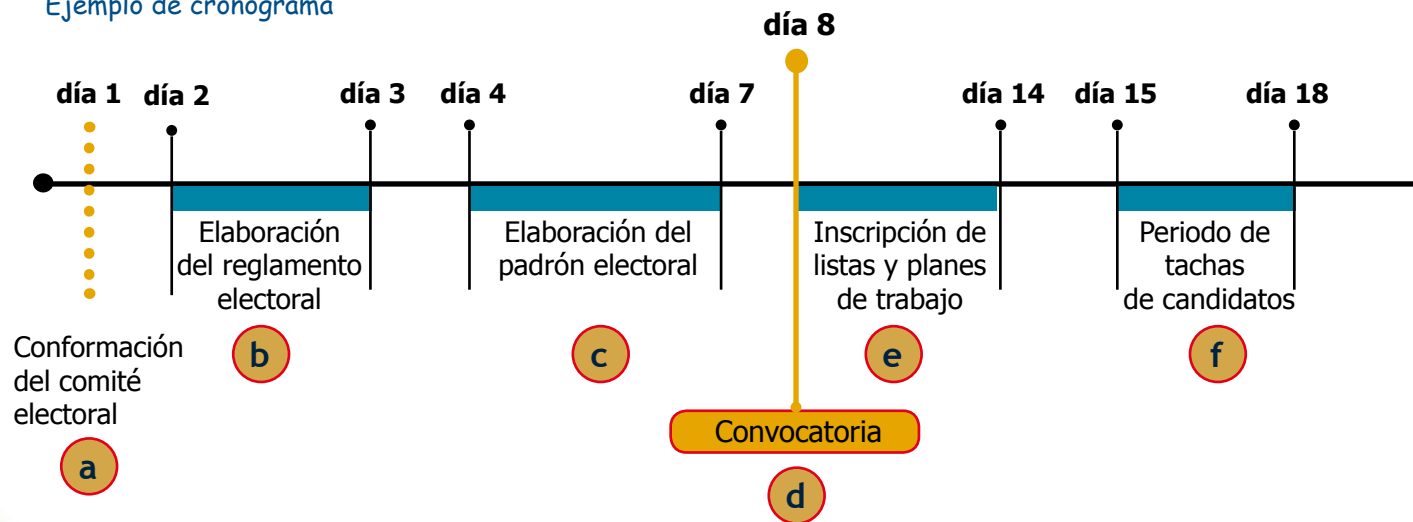 Ejemplo de cronograma
día 8
día 1
día 2
día 3
día 4
día 7
día 14
día 15
día 18
Elaboración
del reglamento
electoral
b
Elaboración del
padrón electoral
c
Inscripción de
listas y planes
de trabajo
e
Periodo de
tachas
de candidatos
f
Conformación
del comité
electoral
a
Convocatoria
d